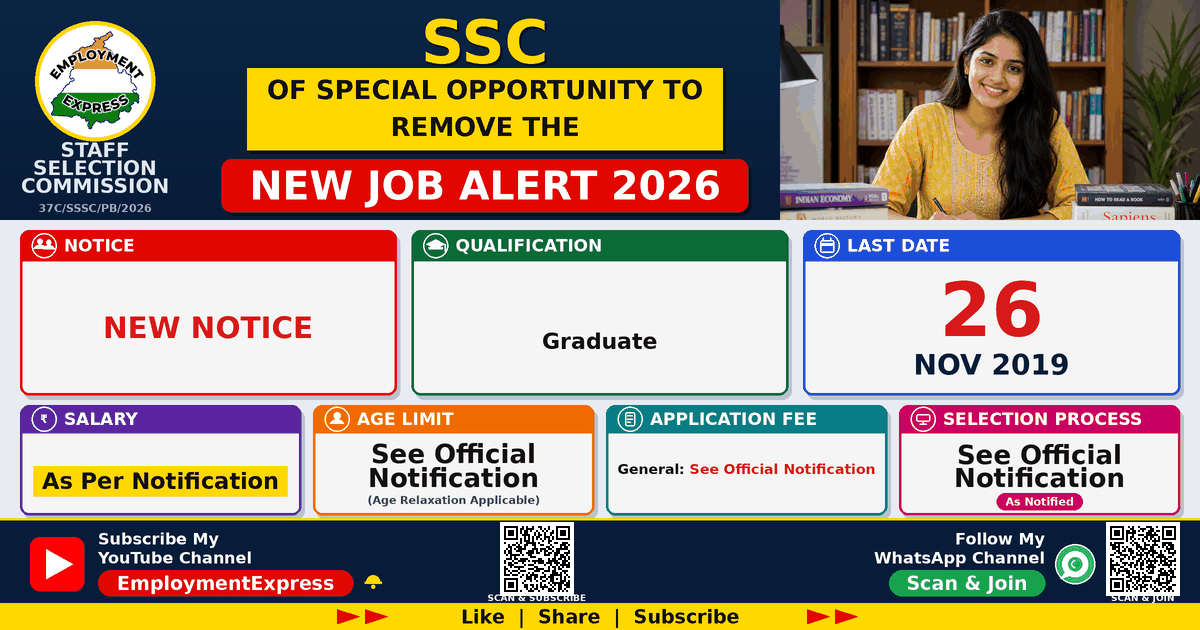 EMPLOYMENT
EXPRESS
STAFF
SELECTION
COMMISSION
37C/SSSC/PB/2026
SSC
OF SPECIAL OPPORTUNITY TO
REMOVE THE
NEW JOB ALERT 2026
INDIAN ECONOMY
HOW TO READ A BOOK
Sapiens
NOTICE
NEW NOTICE
QUALIFICATION
Graduate
LAST DATE
26
NOV 2019
₹ SALARY
As Per Notification
AGE LIMIT
See Official
Notification
(Age Relaxation Applicable)
APPLICATION FEE
General: See Official Notification
SELECTION PROCESS
See Official
Notification
As Notified
Subscribe My
YouTube Channel
EmploymentExpress
SCAN & SUBSCRIBE
Follow My
WhatsApp Channel
Scan & Join
SCAN & JOIN
Like | Share | Subscribe